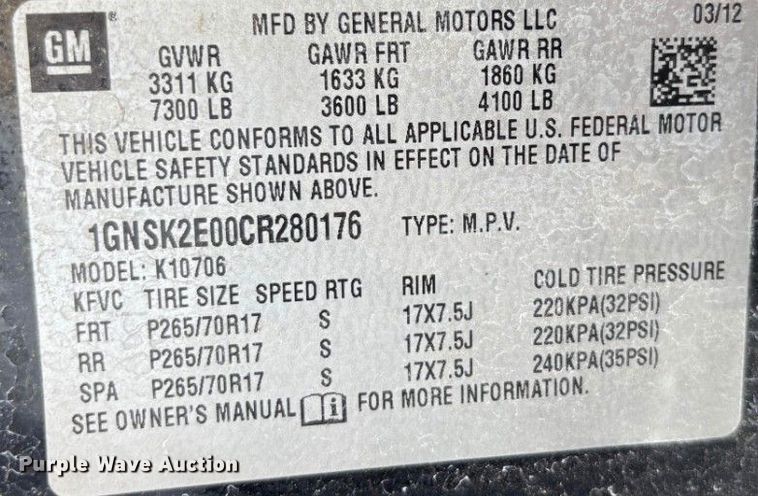 GM
MFD BY GENERAL MOTORS LLC 03/12
GVWR GAWR FRT GAWR RR
3311 KG 1633 KG 1860 KG
7300 LB 3600 LB 4100 LB
THIS VEHICLE CONFORMS TO ALL APPLICABLE U.S. FEDERAL MOTOR
VEHICLE SAFETY STANDARDS IN EFFECT ON THE DATE OF
MANUFACTURE SHOWN ABOVE.
1GNSK2E00CR280176 TYPE: M.P.V.
MODEL: K10706
KFVC TIRE SIZE SPEED RTG RIM COLD TIRE PRESSURE
FRT P265/70R17 S 17X7.5J 220KPA(32PSI)
RR P265/70R17 S 17X7.5J 220KPA(32PSI)
SPA P265/70R17 S 17X7.5J 240KPA(35PSI)
SEE OWNER'S MANUAL i FOR MORE INFORMATION.
Purple Wave Auction